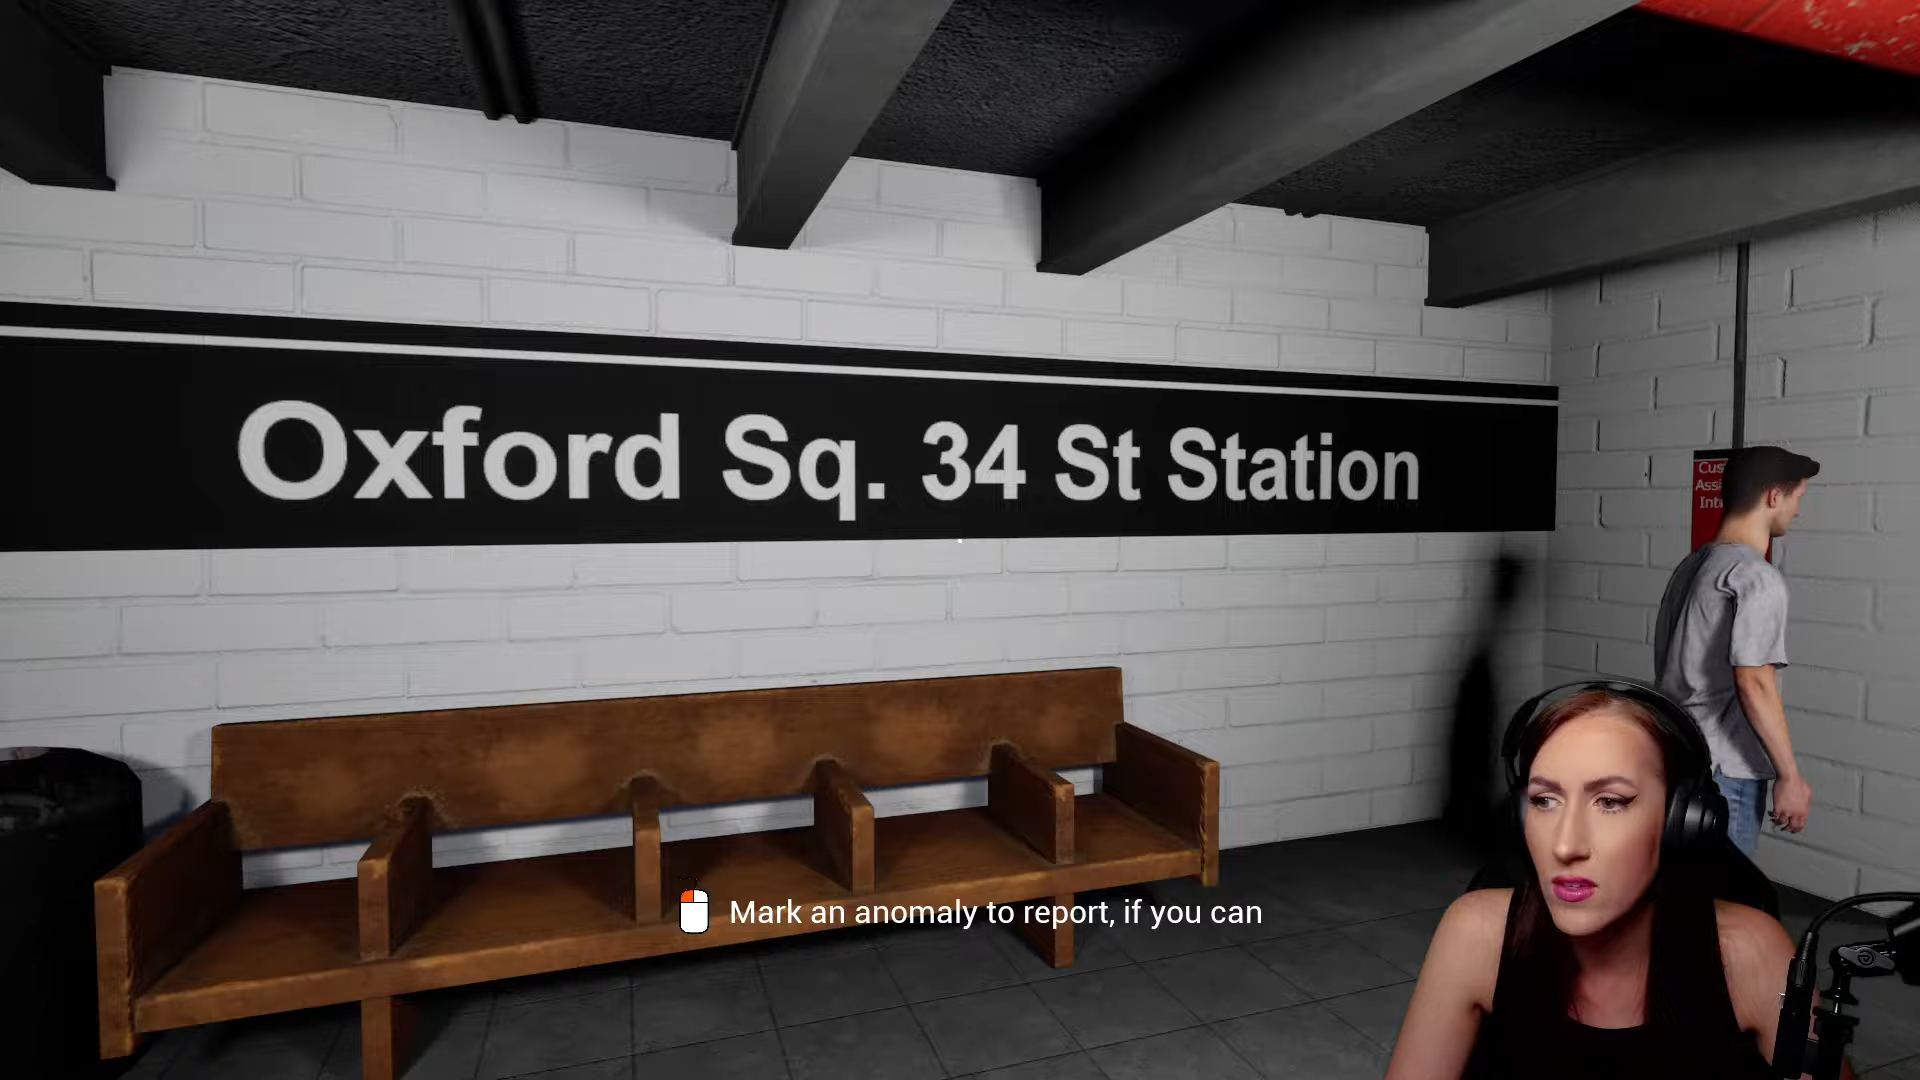 Oxford Sq. 34 St Station
Mark an anomaly to report, if you can